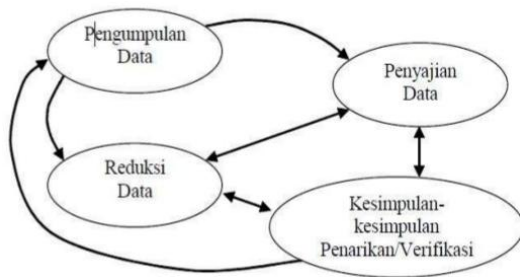 Pengumpulan
Data
Penyajian
Data
Reduksi
Data
Kesimpulan-
kesimpulan
Penarikan/Verifikasi